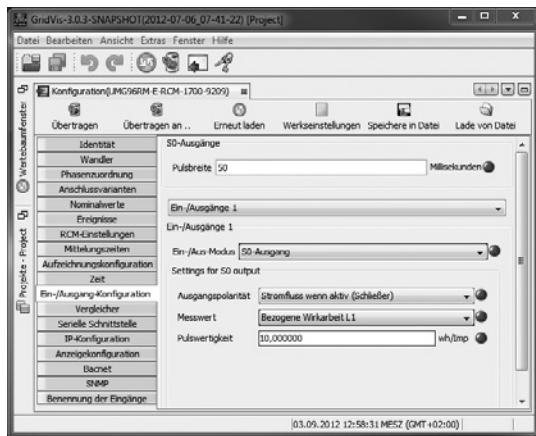 GridVis-3.0.3-SNAPSHOT(2012-07-06_07-41-22) [Project]
Datei Bearbeiten Ansicht Extras Fenster Hilfe
Konfiguration[UMG96RM-E-RCM-1700-9209)
Übertragen Übertragen an .. Erneut laden Werkseinstellungen Speichere in Datei Lade von Datei
Wertebaumfenster
Projekte - Project
Identität
Wandler
Phasenzuordnung
Anschlussvarianten
Nominalwerte
Ereignisse
RCM-Einstellungen
Mittelungszeiten
Aufzeichnungskonfiguration
Zeit
Ein-/Ausgang-Konfiguration
Vergleicher
Serielle Schnittstelle
IP-Konfiguration
Anzeigekonfiguration
Bacnet
SNMP
Benennung der Eingänge
S0-Ausgänge
Pulsbreite 50 Millisekunden
Ein-/Ausgänge 1
Ein-/Ausgänge 1
Ein-/Aus-Modus S0-Ausgang
Settings for S0 output
Ausgangspolarität Stromfluss wenn aktiv (Schließer)
Messwert Bezogene Wirkarbeit L1
Pulswertigkeit 10,000000 wh/Imp
03.09.2012 12:58:31 MESZ (GMT+02:00)